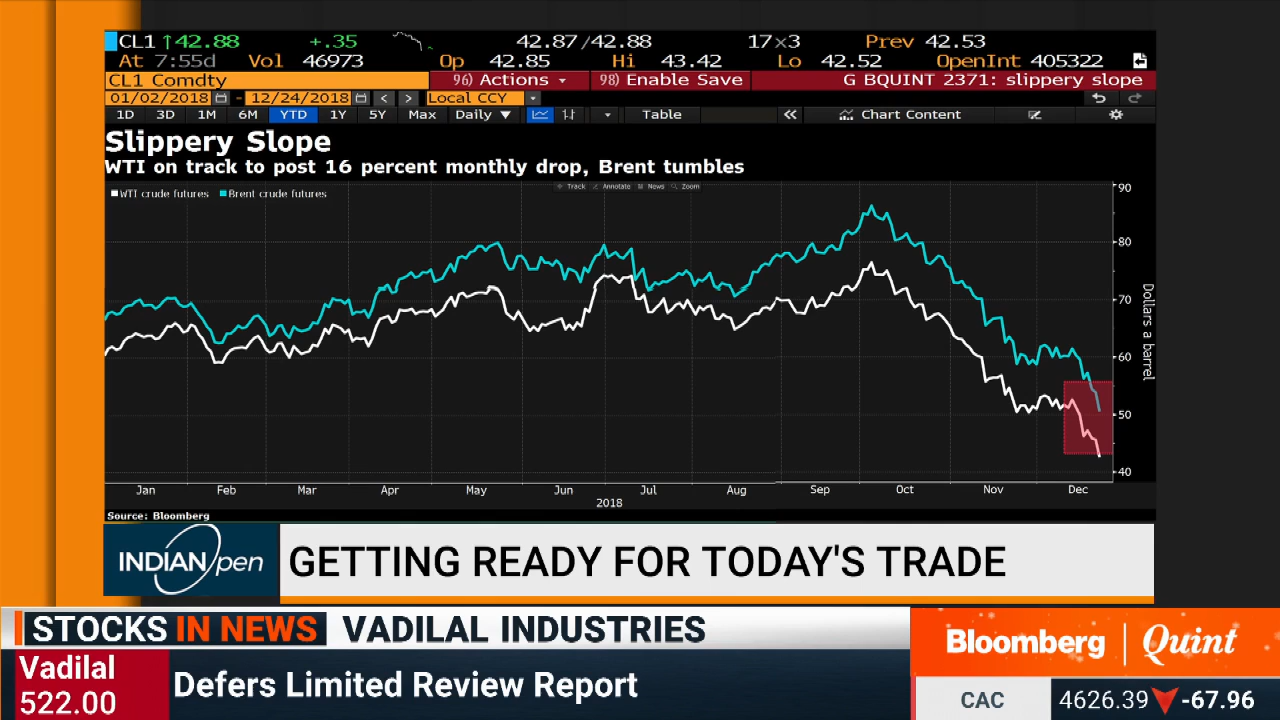 CL1 ↑42.88 +.35 42.87/42.88 17×3 Prev 42.53
At 7:55d Vol 46973 Op 42.85 Hi 43.42 Lo 42.52 OpenInt 405322
CL1 Comdty 96) Actions 98) Enable Save G BQUINT 2371: slippery slope
01/02/2018 - 12/24/2018 < > Local CCY
1D 3D 1M 6M YTD 1Y 5Y Max Daily ▼ Table « Chart Content
Slippery Slope
WTI on track to post 16 percent monthly drop, Brent tumbles
WTI crude futures Brent crude futures
Track Annotate News Zoom
90
80
70
60
50
40
Dollars a barrel
Jan Feb Mar Apr May Jun Jul Aug Sep Oct Nov Dec
2018
Source: Bloomberg
INDIAN open GETTING READY FOR TODAY'S TRADE
STOCKS IN NEWS VADILAL INDUSTRIES
Vadilal
522.00
Defers Limited Review Report
Bloomberg | Quint
CAC 4626.39 ▼ -67.96